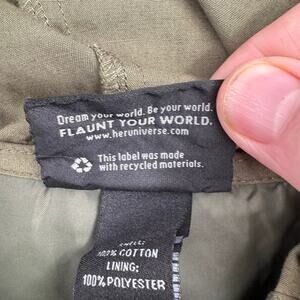 Dream your world. Be your world.
FLAUNT YOUR WORLD.
www.heruniverse.com
This label was made
with recycled materials.
SHELL:
100% COTTON
LINING:
100% POLYESTER